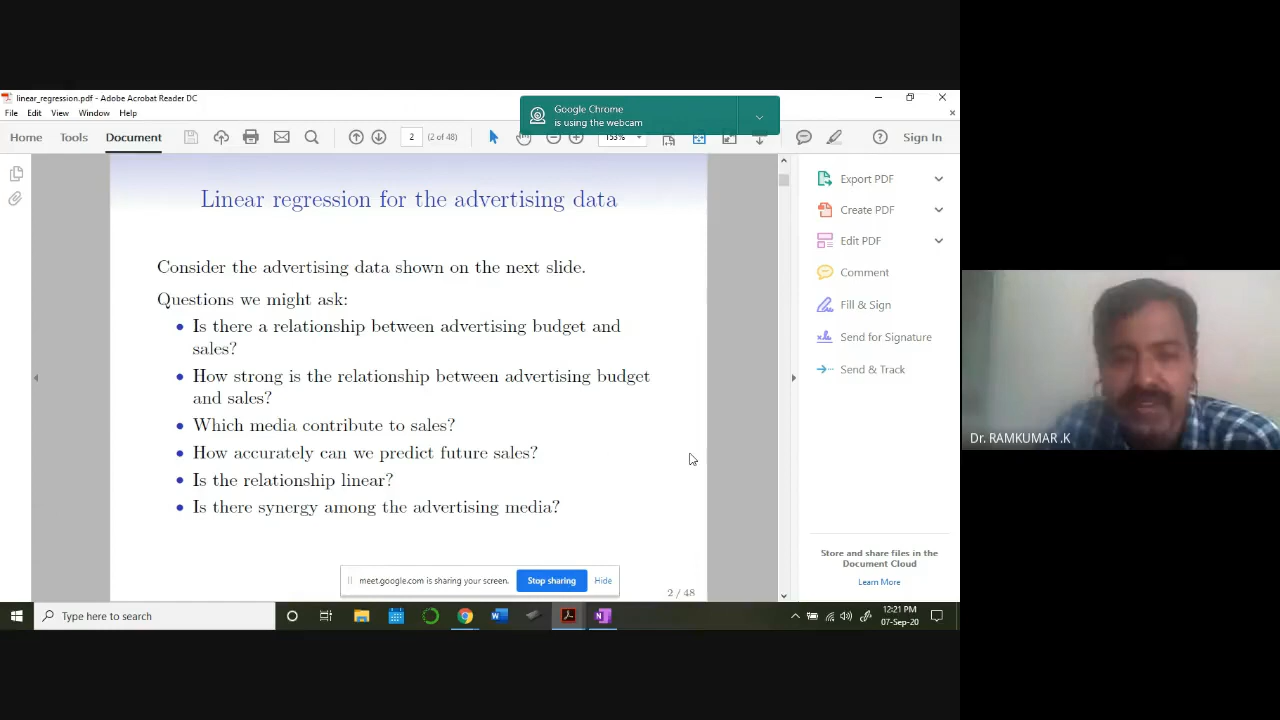 linear_regression.pdf - Adobe Acrobat Reader DC
File Edit View Window Help
Google Chrome
is using the webcam
Home Tools Document 2 (2 of 48) 153% Sign In
Linear regression for the advertising data
Consider the advertising data shown on the next slide.
Questions we might ask:
• Is there a relationship between advertising budget and
sales?
• How strong is the relationship between advertising budget
and sales?
• Which media contribute to sales?
• How accurately can we predict future sales?
• Is the relationship linear?
• Is there synergy among the advertising media?
2 / 48
Export PDF
Create PDF
Edit PDF
Comment
Fill & Sign
Send for Signature
Send & Track
Store and share files in the
Document Cloud
Learn More
meet.google.com is sharing your screen. Stop sharing Hide
Type here to search
12:21 PM
07-Sep-20
Dr. RAMKUMAR .K